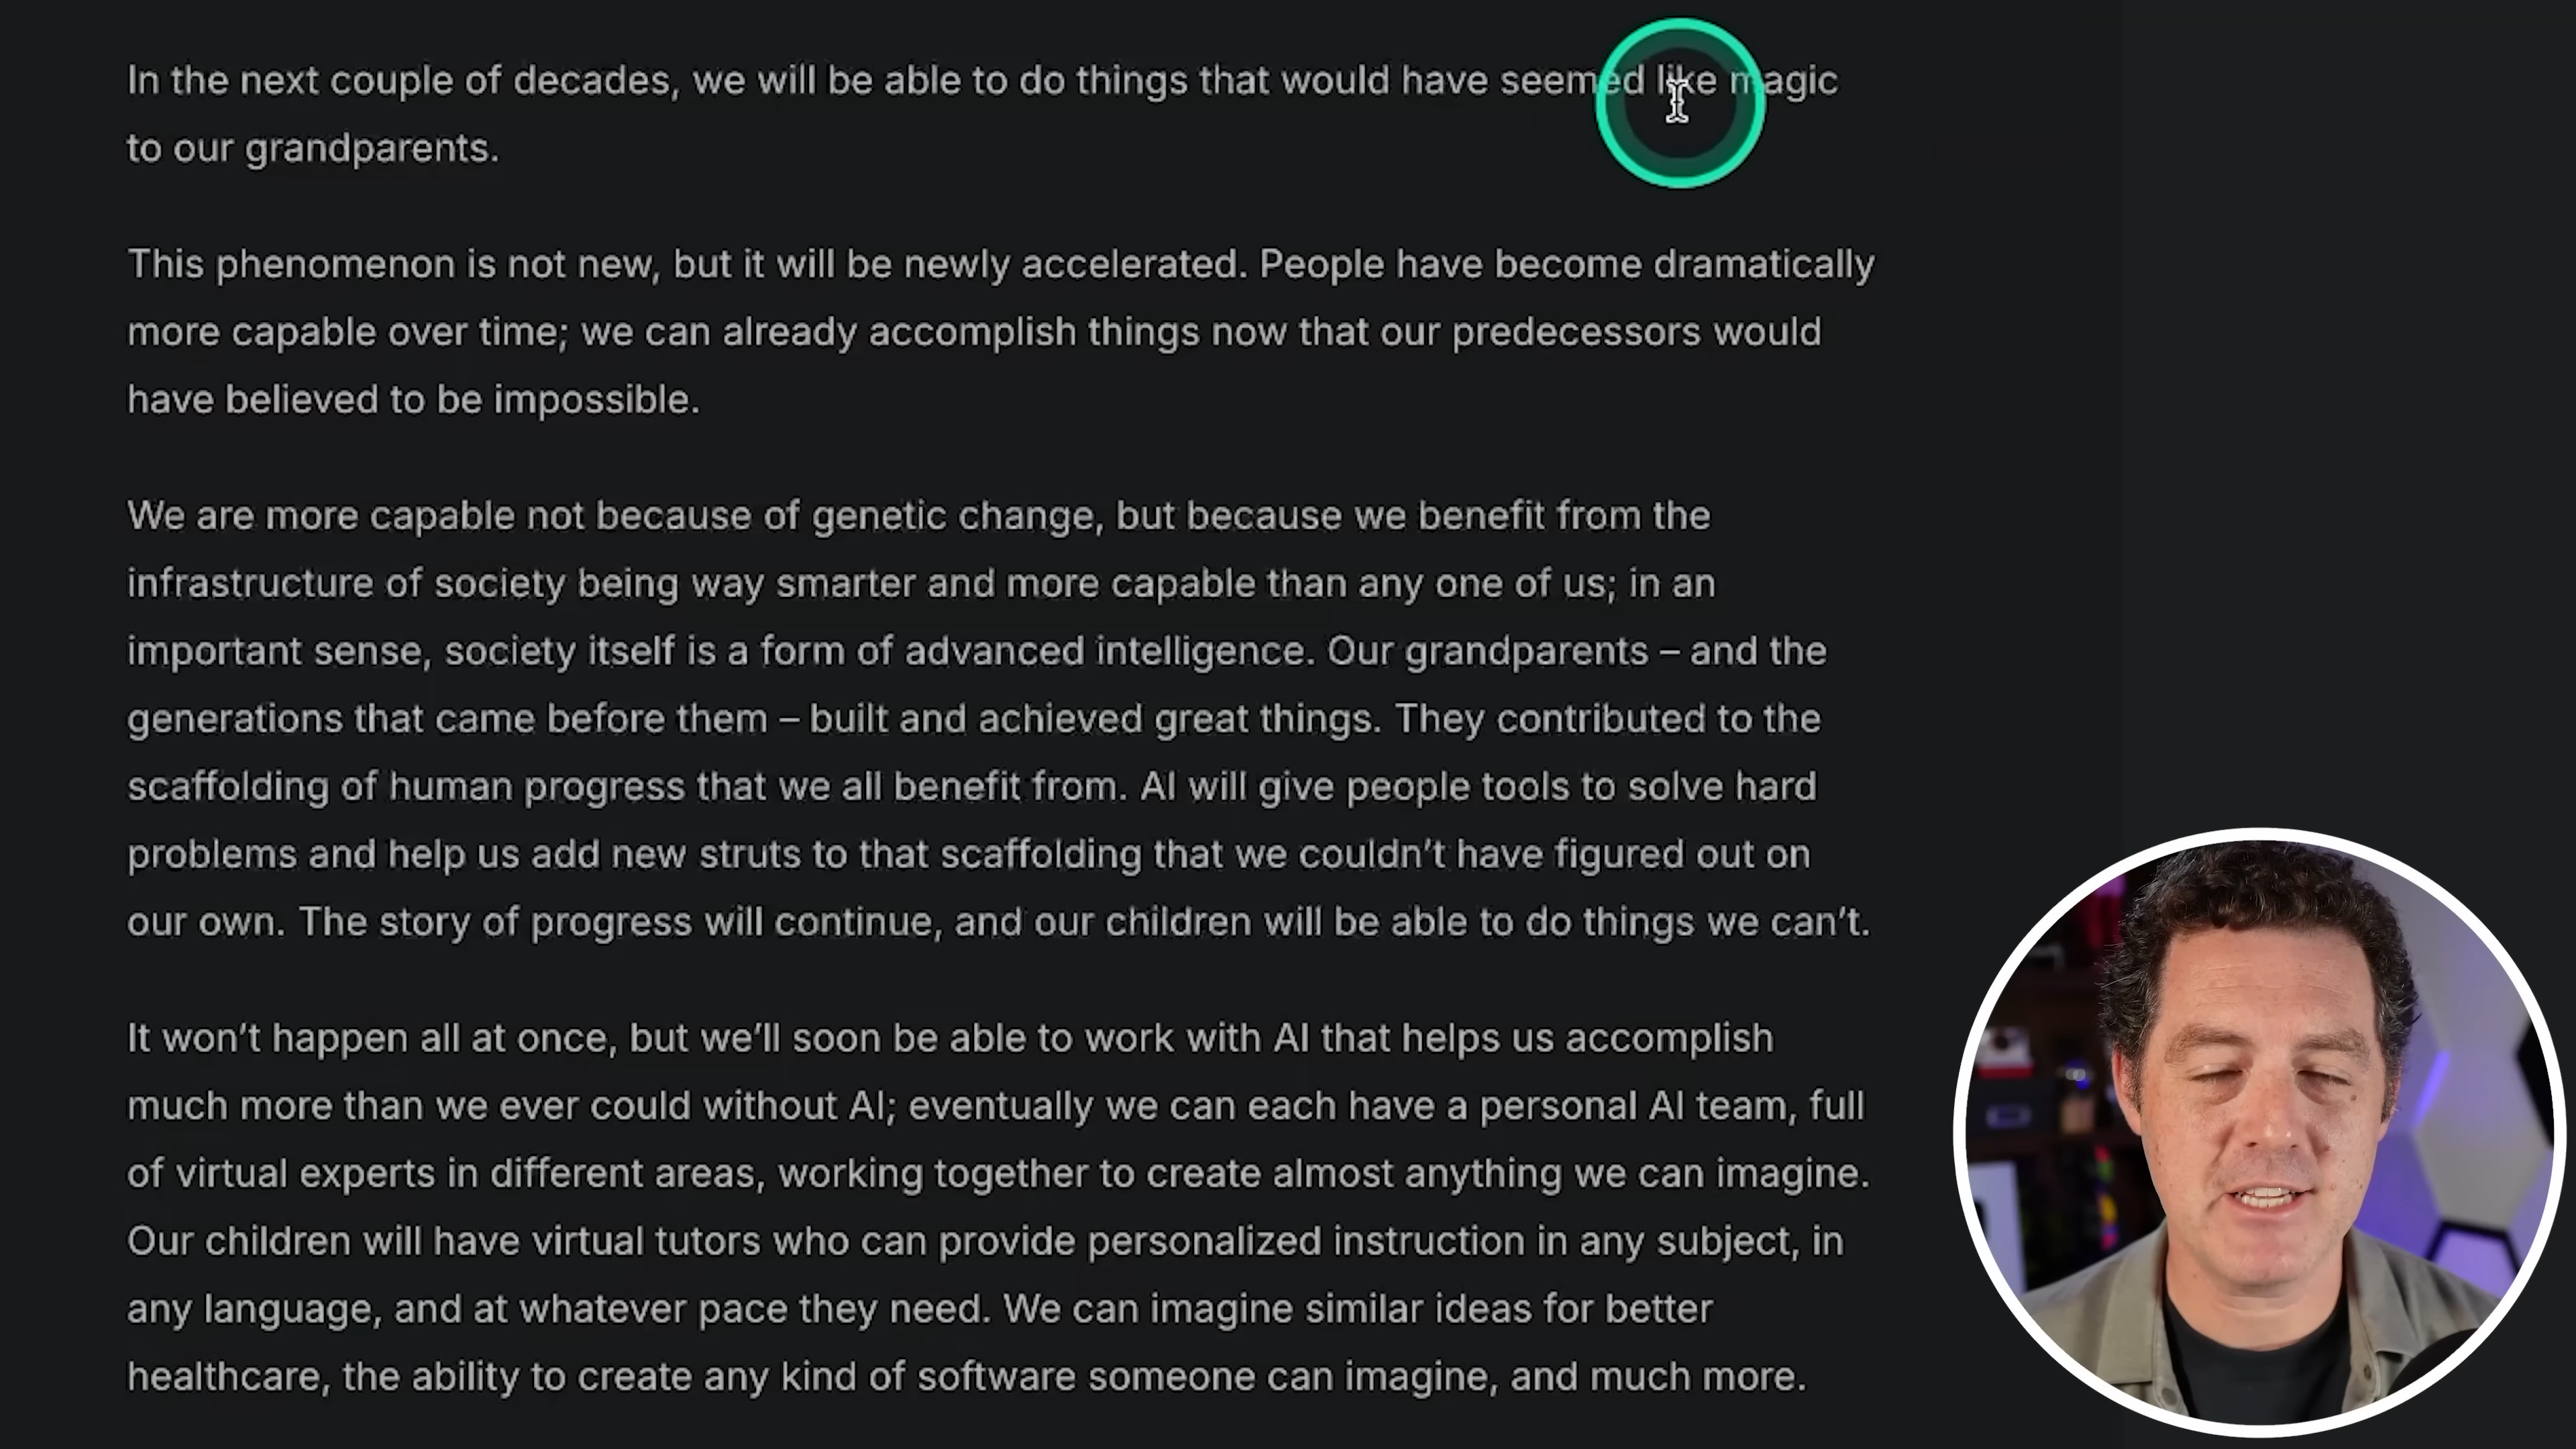 In the next couple of decades, we will be able to do things that would have seemed like magic
to our grandparents.
This phenomenon is not new, but it will be newly accelerated. People have become dramatically
more capable over time; we can already accomplish things now that our predecessors would
have believed to be impossible.
We are more capable not because of genetic change, but because we benefit from the
infrastructure of society being way smarter and more capable than any one of us; in an
important sense, society itself is a form of advanced intelligence. Our grandparents – and the
generations that came before them – built and achieved great things. They contributed to the
scaffolding of human progress that we all benefit from. AI will give people tools to solve hard
problems and help us add new struts to that scaffolding that we couldn’t have figured out on
our own. The story of progress will continue, and our children will be able to do things we can’t.
It won’t happen all at once, but we’ll soon be able to work with AI that helps us accomplish
much more than we ever could without AI; eventually we can each have a personal AI team, full
of virtual experts in different areas, working together to create almost anything we can imagine.
Our children will have virtual tutors who can provide personalized instruction in any subject, in
any language, and at whatever pace they need. We can imagine similar ideas for better
healthcare, the ability to create any kind of software someone can imagine, and much more.